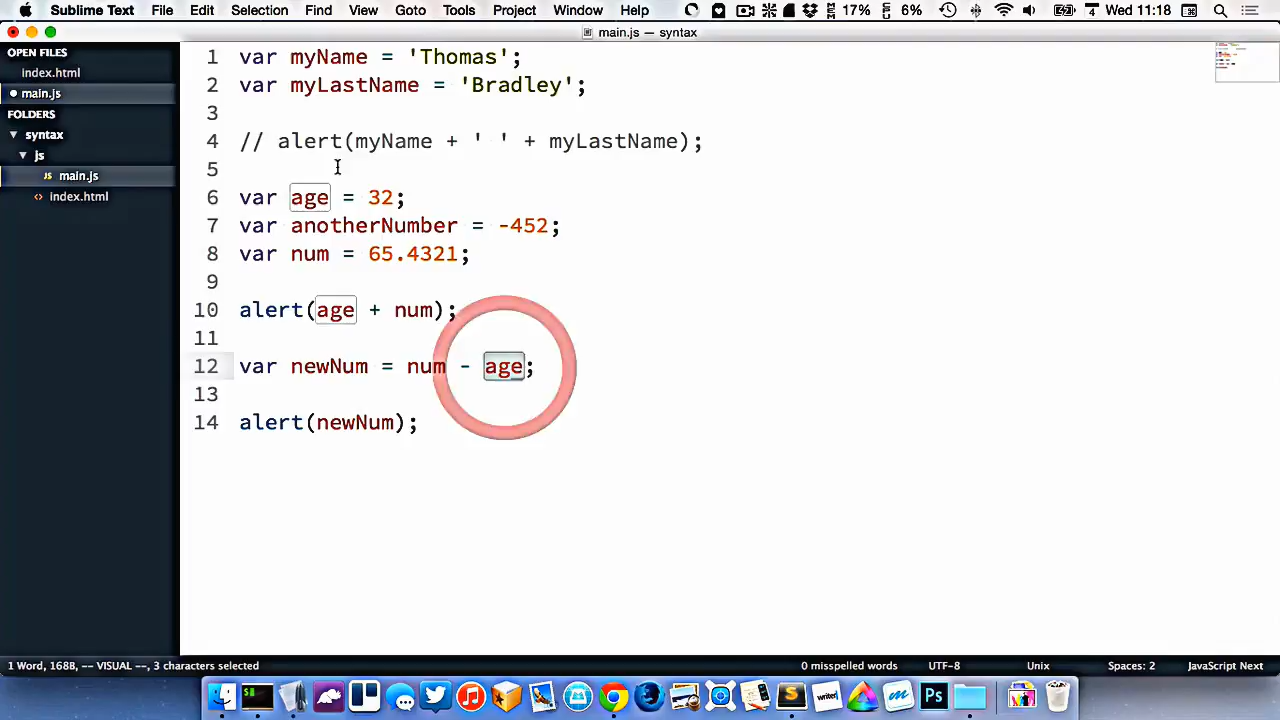 Sublime Text File Edit Selection Find View Goto Tools Project Window Help 17% 6% 4 Wed 11:18
main.js — syntax
OPEN FILES
index.html
main.js
FOLDERS
syntax
js
main.js
index.html
1 var myName = 'Thomas';
2 var myLastName = 'Bradley';
3
4 // alert(myName + ' ' + myLastName);
5
6 var age = 32;
7 var anotherNumber = -452;
8 var num = 65.4321;
9
10 alert(age + num);
11
12 var newNum = num - age;
13
14 alert(newNum);
1 Word, 168B, -- VISUAL --, 3 characters selected 0 misspelled words UTF-8 Unix Spaces: 2 JavaScript Next
writer Ps